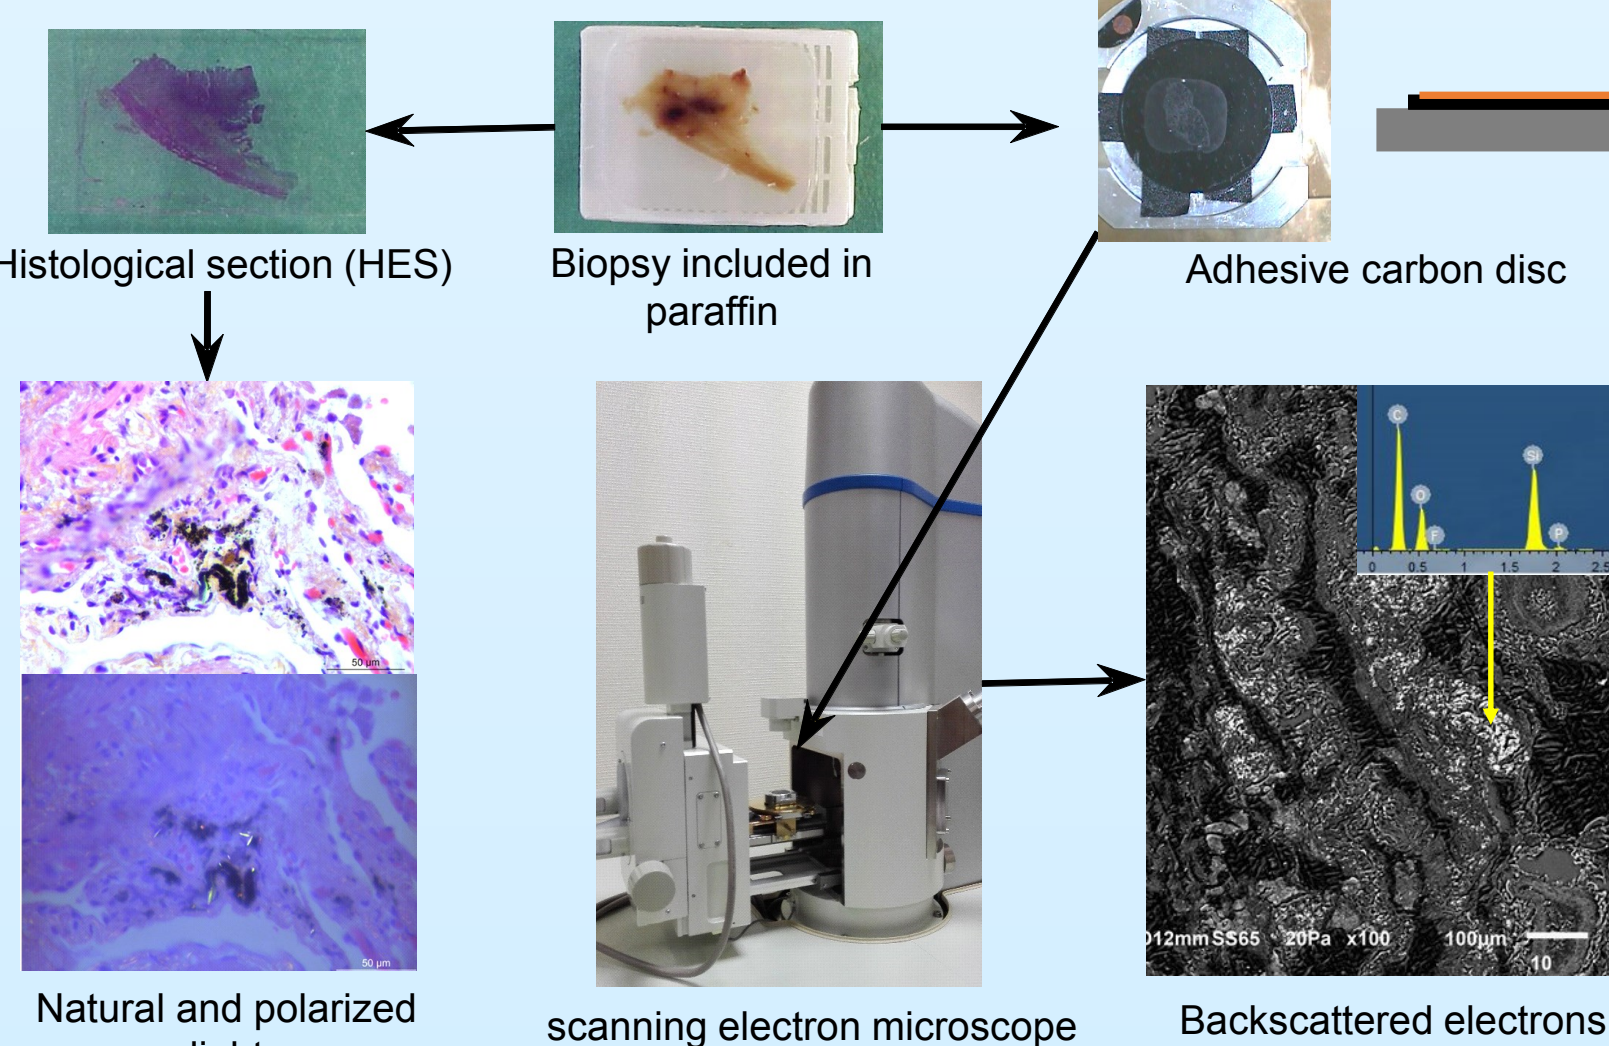 Histological section (HES)
Biopsy included in
paraffin
Adhesive carbon disc
C
O
F
Si
P
0 0.5 1 1.5 2 2.5
50 µm
50 µm
12mm SS65 20Pa x100 100µm
10
Natural and polarized
scanning electron microscope
Backscattered electrons